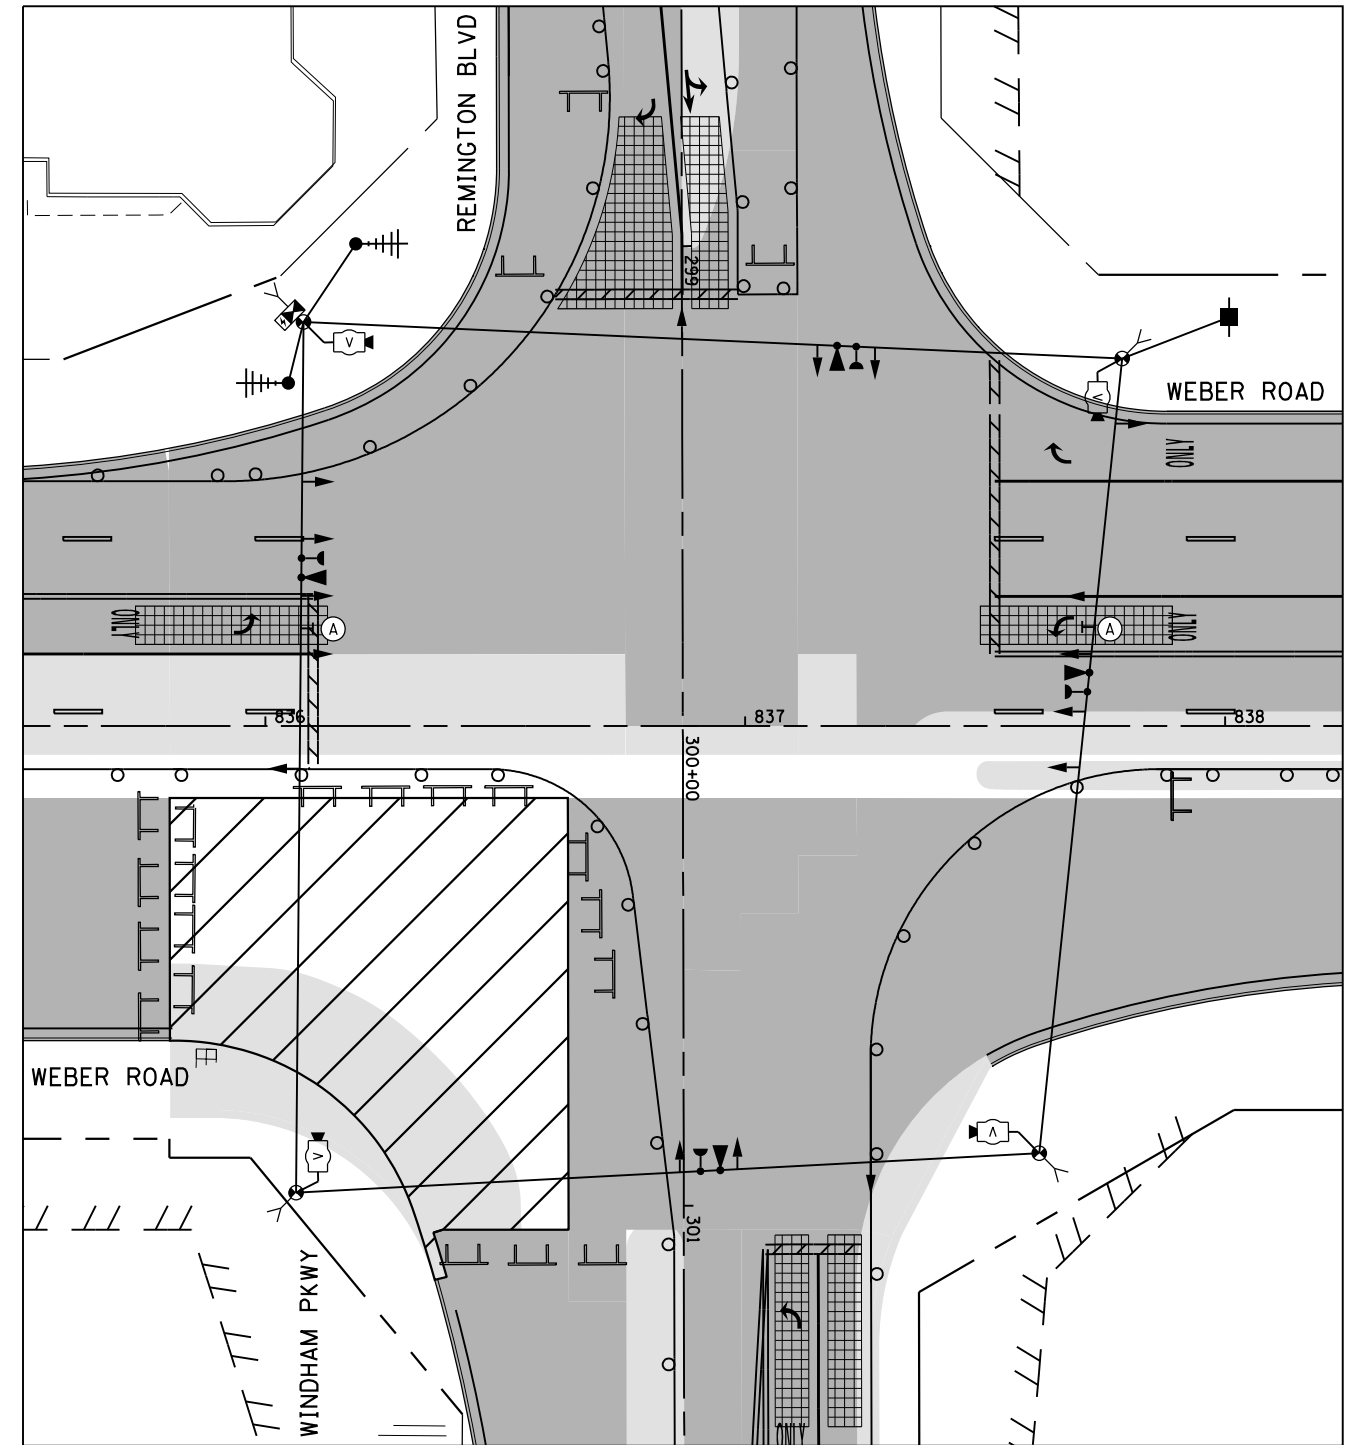 REMINGTON BLVD
299
V
V
WEBER ROAD
ONLY
ONLY
A
A
ONLY
836
837
838
300+00
WEBER ROAD
V
V
301
WINDHAM PKWY
ONLY